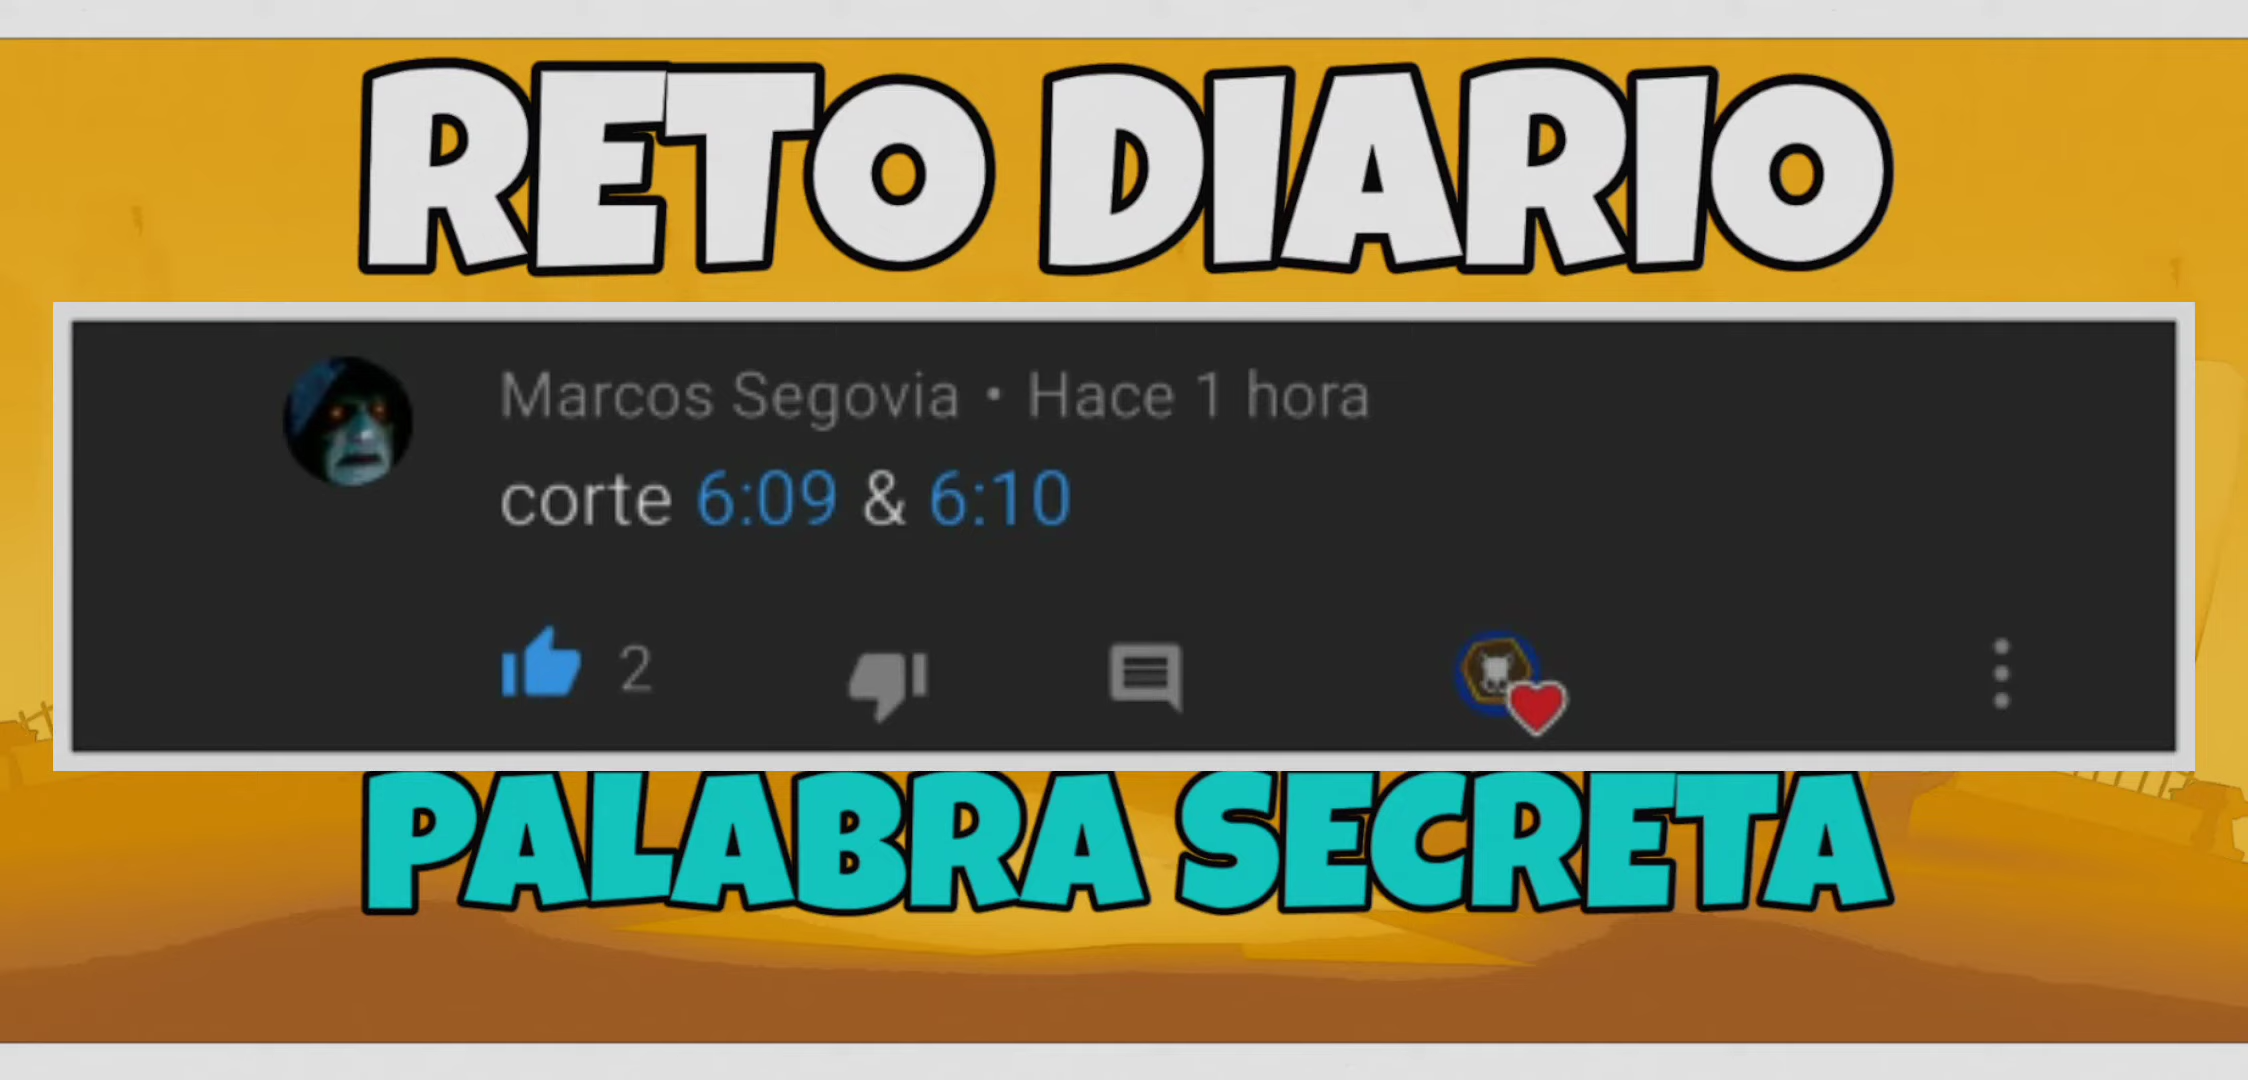 RETO DIARIO
Marcos Segovia • Hace 1 hora
corte 6:09 & 6:10
2
PALABRA SECRETA